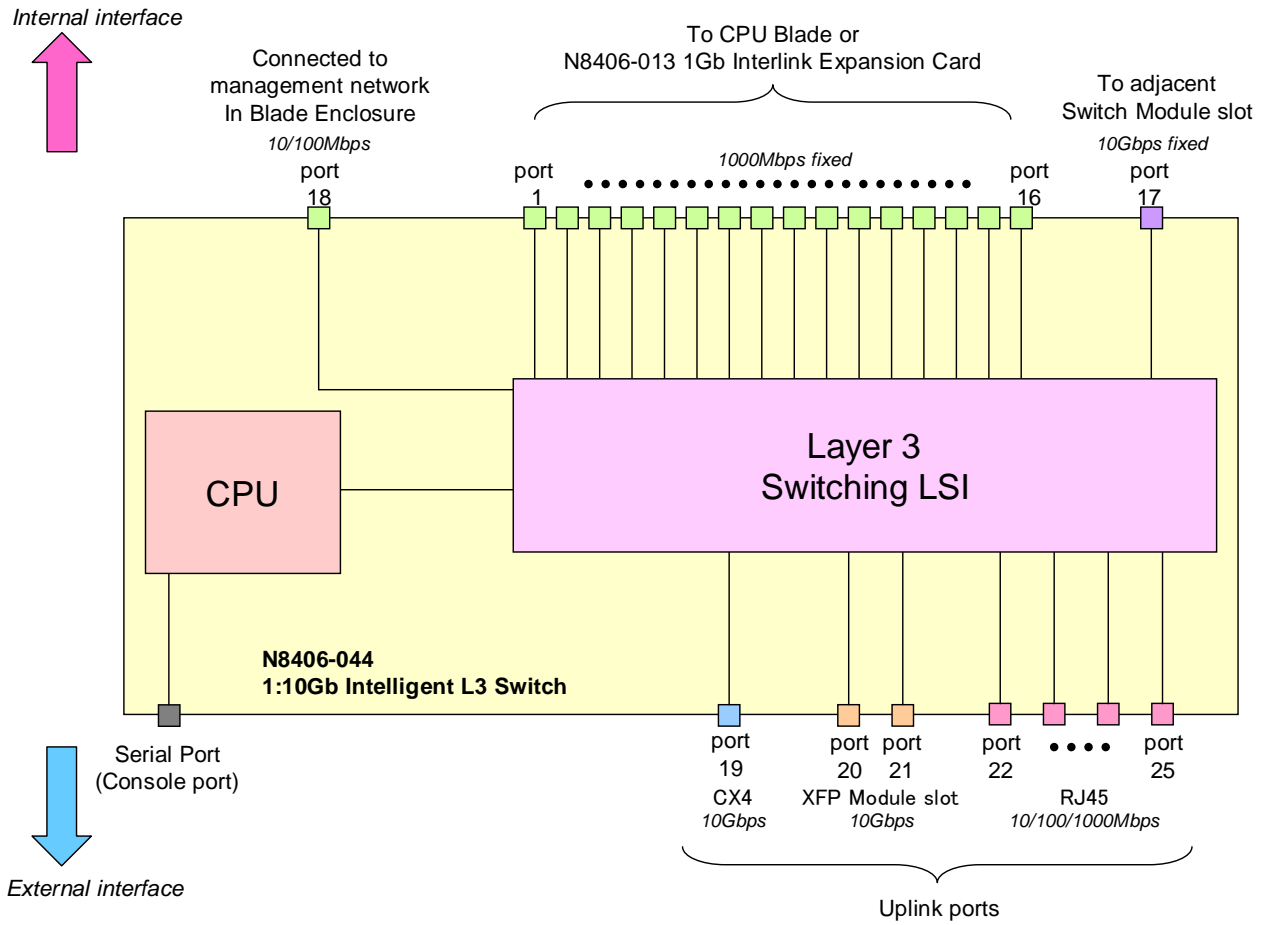 Internal interface
Connected to
management network
In Blade Enclosure
10/100Mbps
port
18
To CPU Blade or
N8406-013 1Gb Interlink Expansion Card
1000Mbps fixed
port
1
port
16
To adjacent
Switch Module slot
10Gbps fixed
port
17
Layer 3
Switching LSI
CPU
N8406-044
1:10Gb Intelligent L3 Switch
Serial Port
(Console port)
port
19
CX4
10Gbps
port
20
port
21
XFP Module slot
10Gbps
port
22
port
25
RJ45
10/100/1000Mbps
External interface
Uplink ports